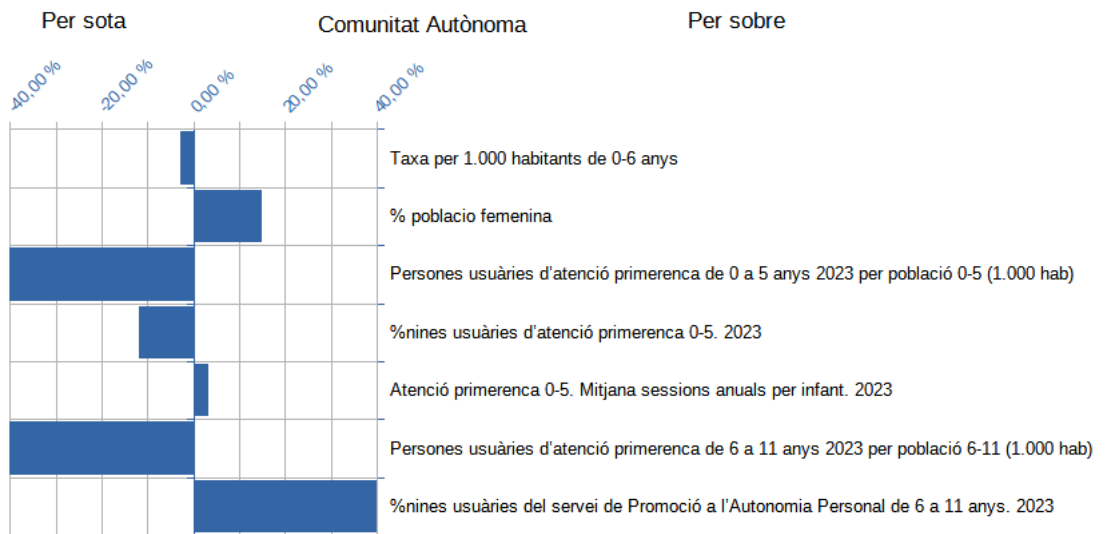 Per sota
Comunitat Autònoma
Per sobre
-40,00 %
-20,00 %
0,00 %
20,00 %
40,00 %
Taxa per 1.000 habitants de 0-6 anys
% poblacio femenina
Persones usuàries d’atenció primerenca de 0 a 5 anys 2023 per població 0-5 (1.000 hab)
%nines usuàries d’atenció primerenca 0-5. 2023
Atenció primerenca 0-5. Mitjana sessions anuals per infant. 2023
Persones usuàries d’atenció primerenca de 6 a 11 anys 2023 per població 6-11 (1.000 hab)
%nines usuàries del servei de Promoció a l’Autonomia Personal de 6 a 11 anys. 2023